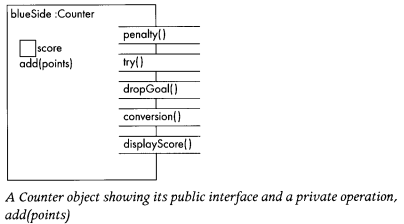 blueSide :Counter
score
add(points)
penalty()
try()
dropGoal()
conversion()
displayScore()
A Counter object showing its public interface and a private operation,
add(points)